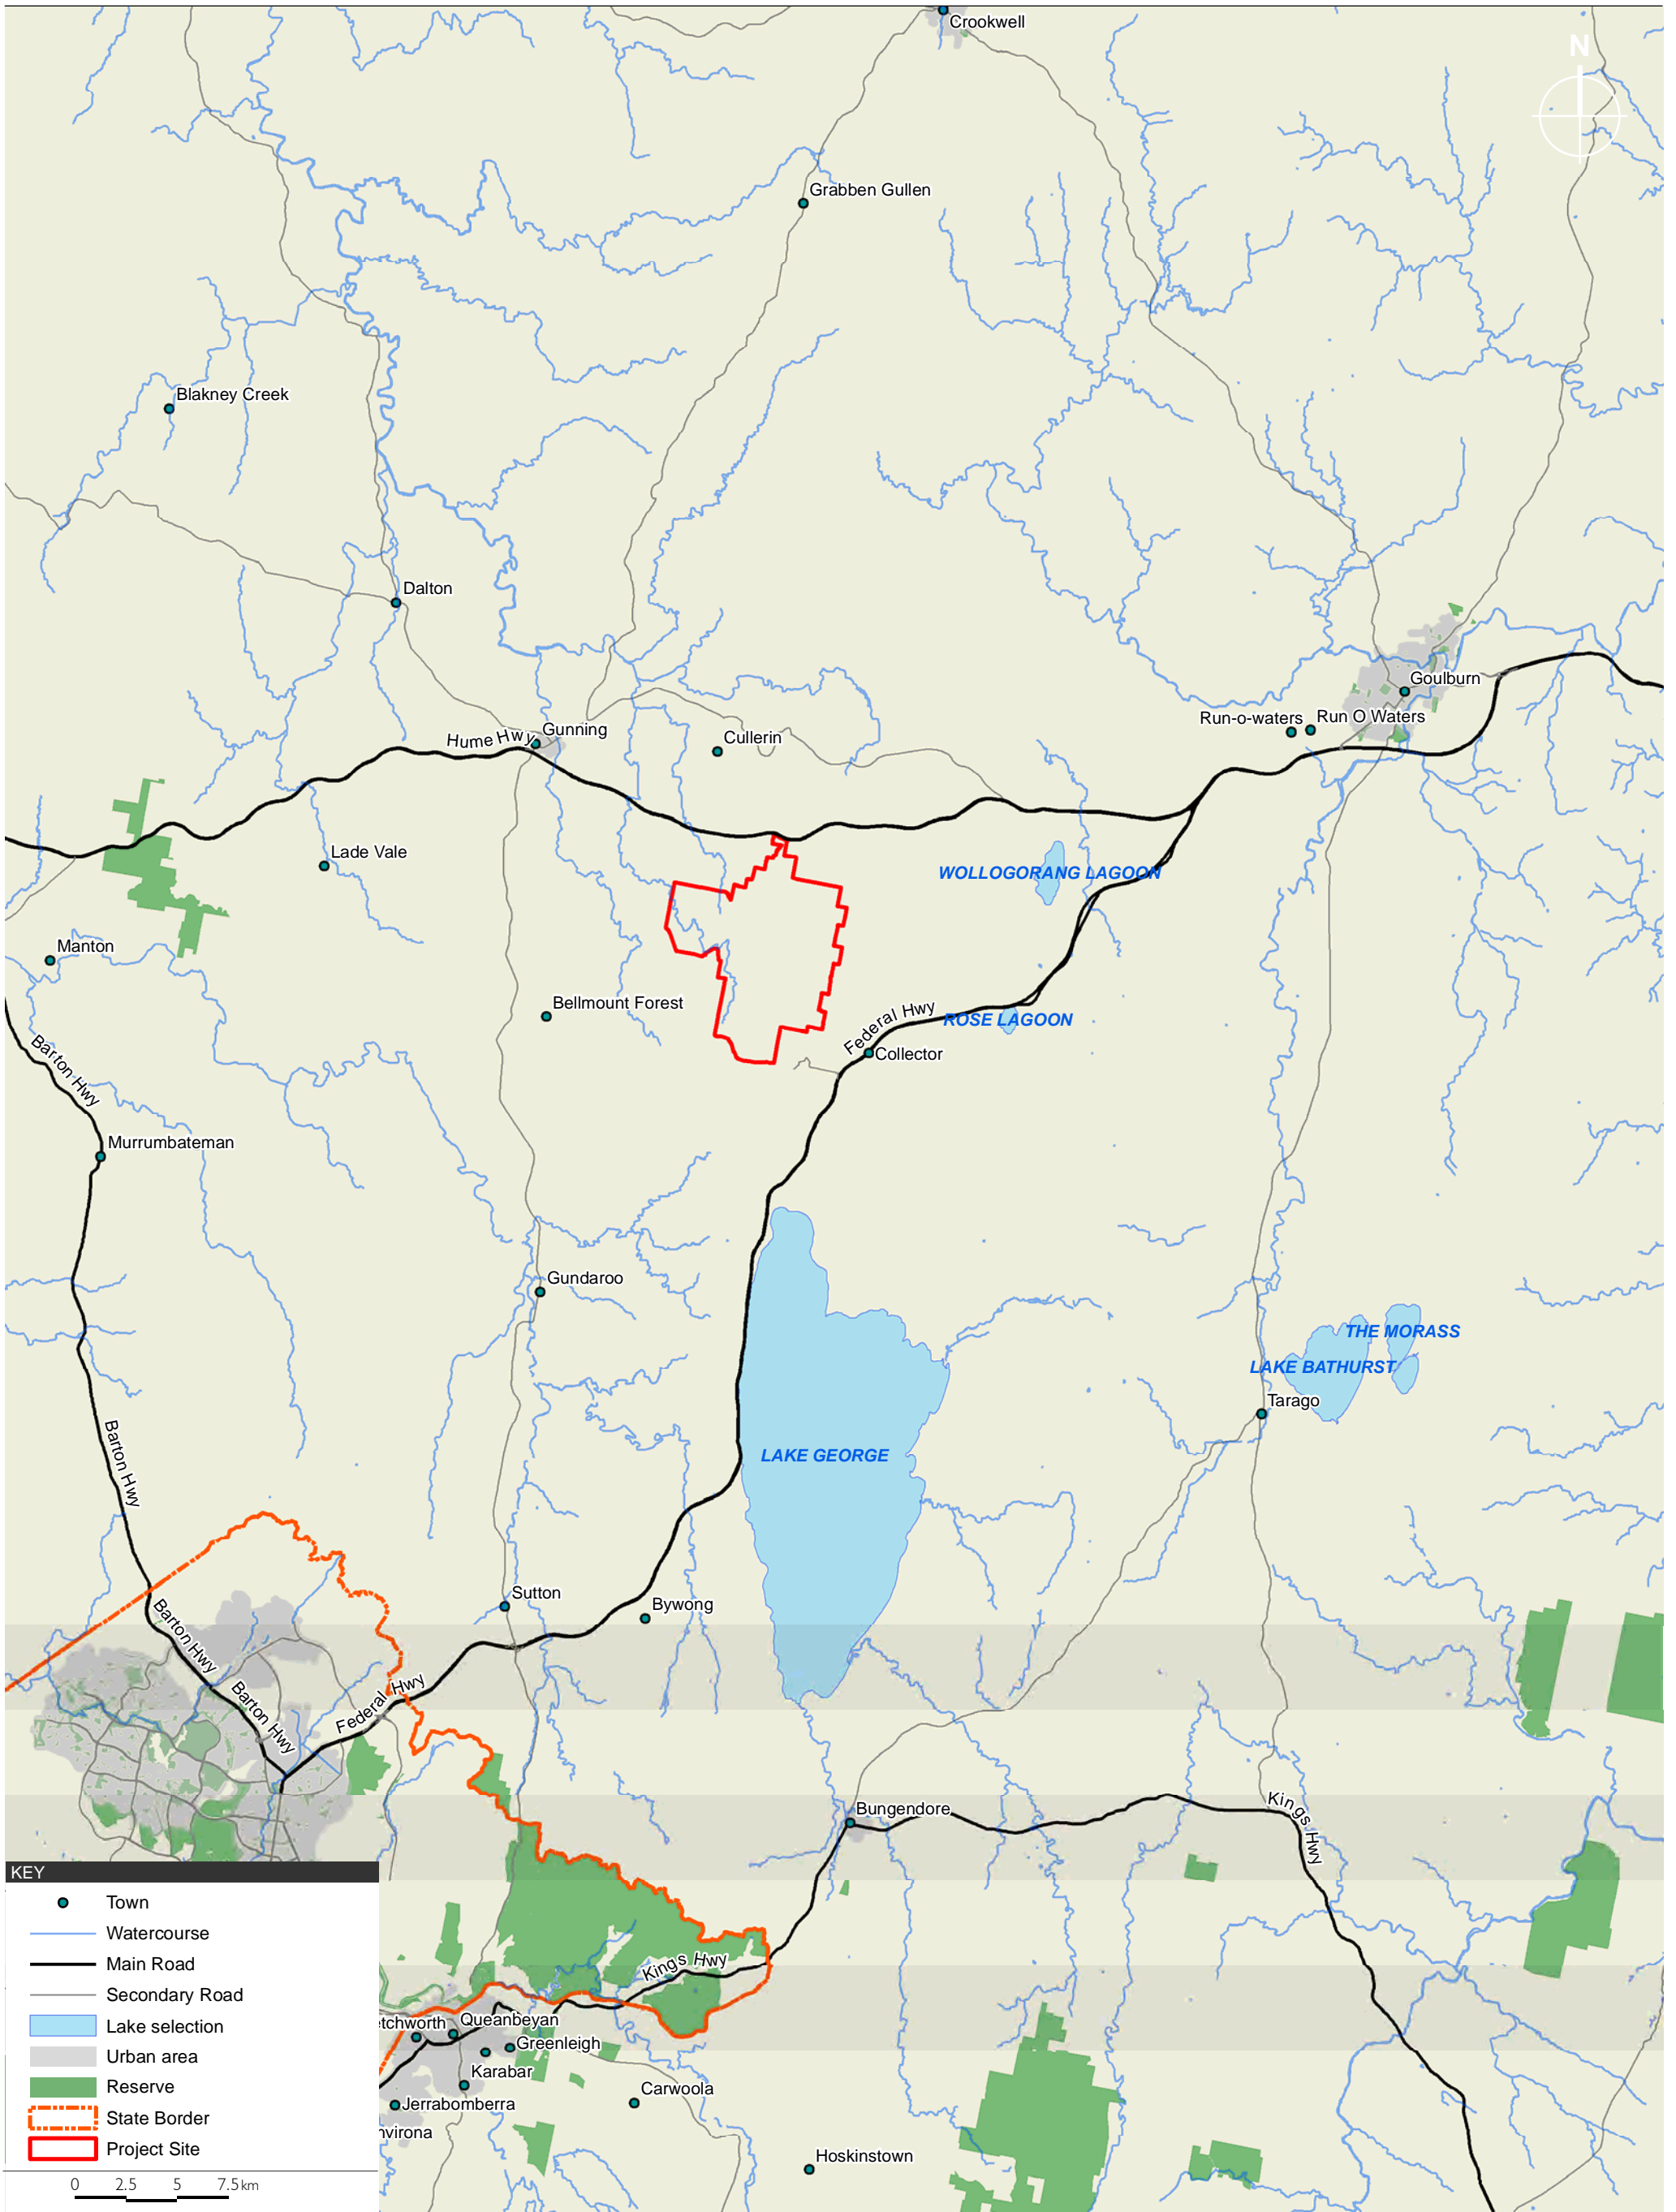 Crookwell
N
Grabben Gullen
Blakney Creek
Dalton
Goulburn
Run-o-waters
Run O Waters
Hume Hwy
Gunning
Cullerin
Lade Vale
WOLLOGORANG LAGOON
Manton
Bellmount Forest
Federal Hwy
ROSE LAGOON
Collector
Barton Hwy
Murrumbateman
Gundaroo
THE MORASS
LAKE BATHURST
Tarago
Barton Hwy
LAKE GEORGE
Sutton
Bywong
Barton Hwy
Barton Hwy
Federal Hwy
Bungendore
Kings Hwy
Kings Hwy
etchworth
Queanbeyan
Greenleigh
Karabar
Carwoola
Jerrabomberra
nvirona
Hoskinstown
KEY
Town
Watercourse
Main Road
Secondary Road
Lake selection
Urban area
Reserve
State Border
Project Site
0 2.5 5 7.5 km